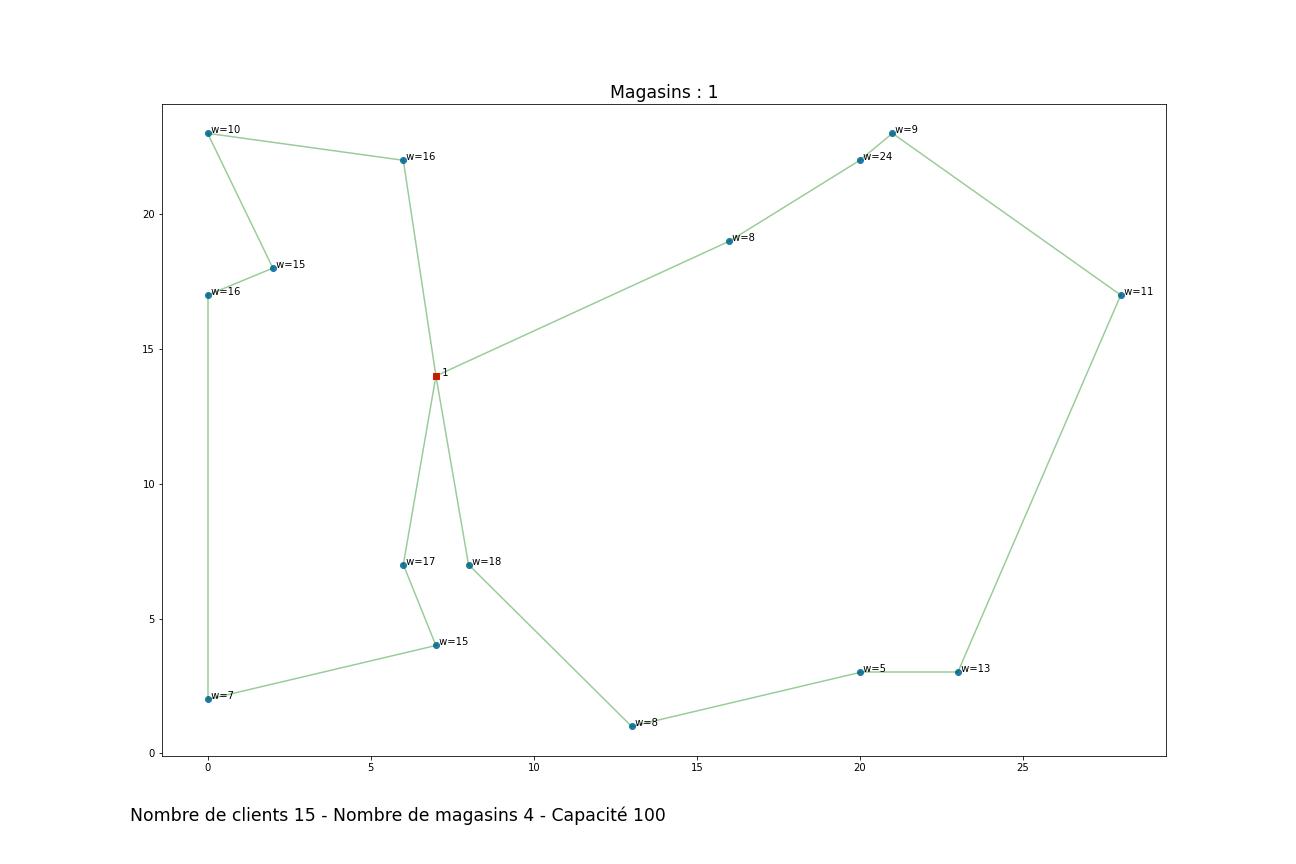 Magasins : 1
w=10
w=9
w=16
w=24
20
w=8
w=15
w=16
w=11
15
1
10
w=17
w=18
5
w=15
w=5
w=13
w=7
w=8
0
0
5
10
15
20
25
Nombre de clients 15 - Nombre de magasins 4 - Capacité 100